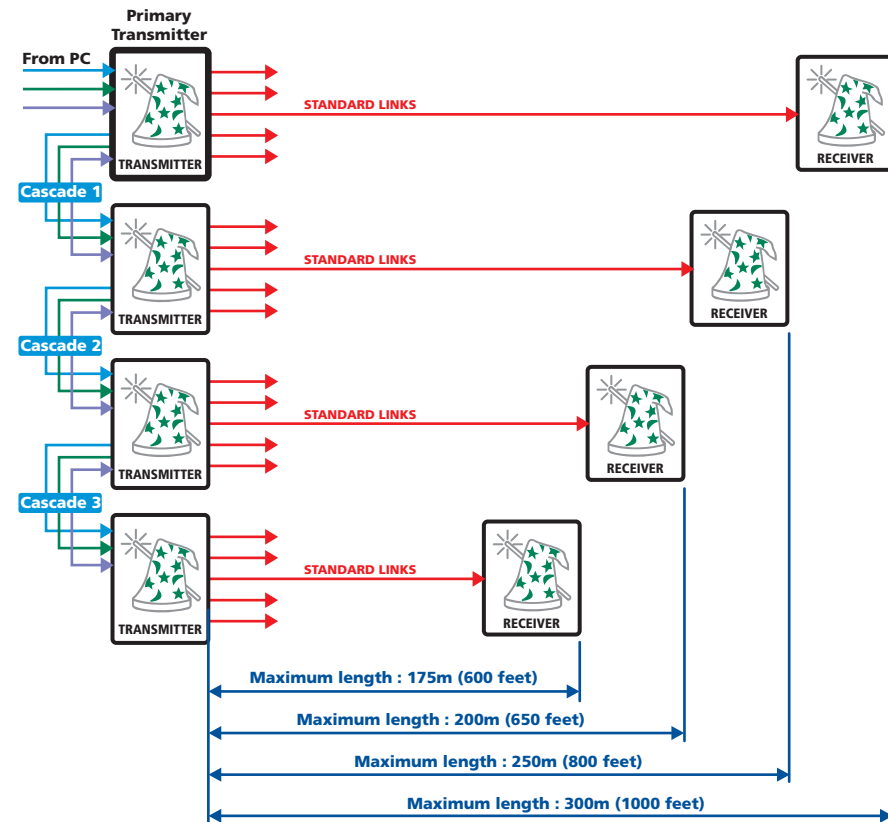 Primary
Transmitter
From PC
STANDARD LINKS
TRANSMITTER
RECEIVER
Cascade 1
STANDARD LINKS
TRANSMITTER
RECEIVER
Cascade 2
STANDARD LINKS
TRANSMITTER
RECEIVER
Cascade 3
STANDARD LINKS
TRANSMITTER
RECEIVER
Maximum length : 175m (600 feet)
Maximum length : 200m (650 feet)
Maximum length : 250m (800 feet)
Maximum length : 300m (1000 feet)